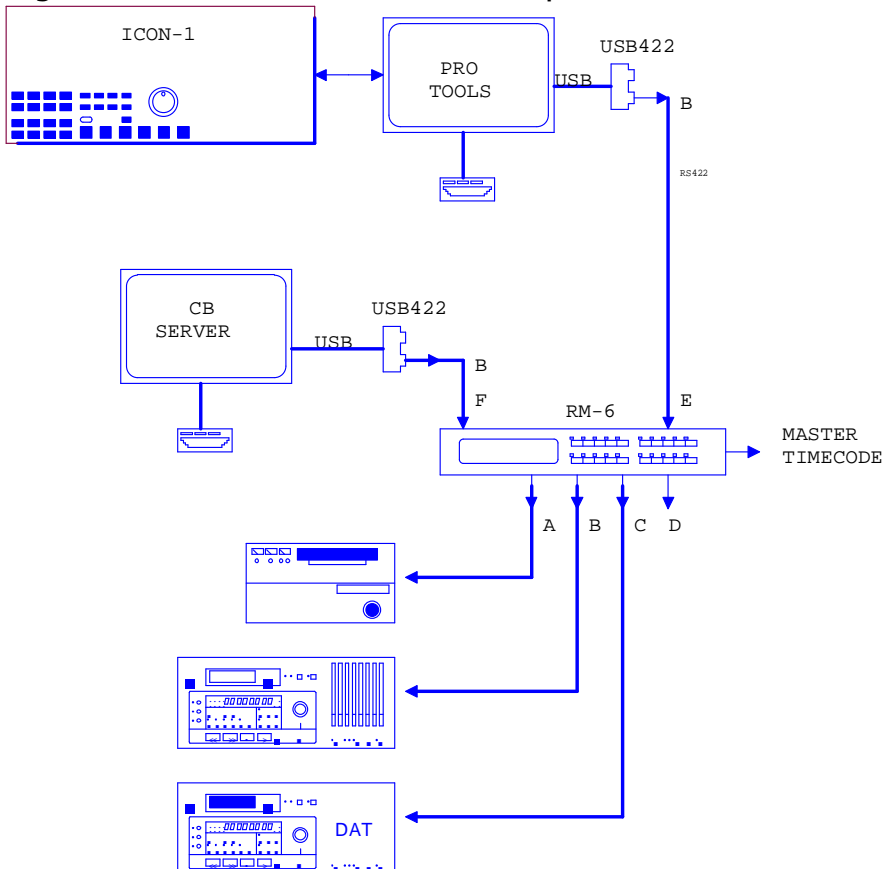 ICON-1
PRO
TOOLS
USB422
USB
B
RS422
CB
SERVER
USB422
USB
B
F
E
RM-6
MASTER
TIMECODE
A
B
C
D
DAT